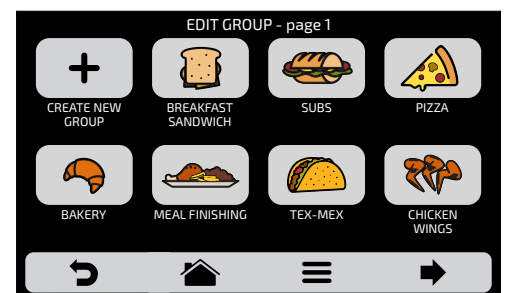 EDIT GROUP - page 1
CREATE NEW
GROUP
BREAKFAST
SANDWICH
SUBS
PIZZA
BAKERY
MEAL FINISHING
TEX-MEX
CHICKEN
WINGS